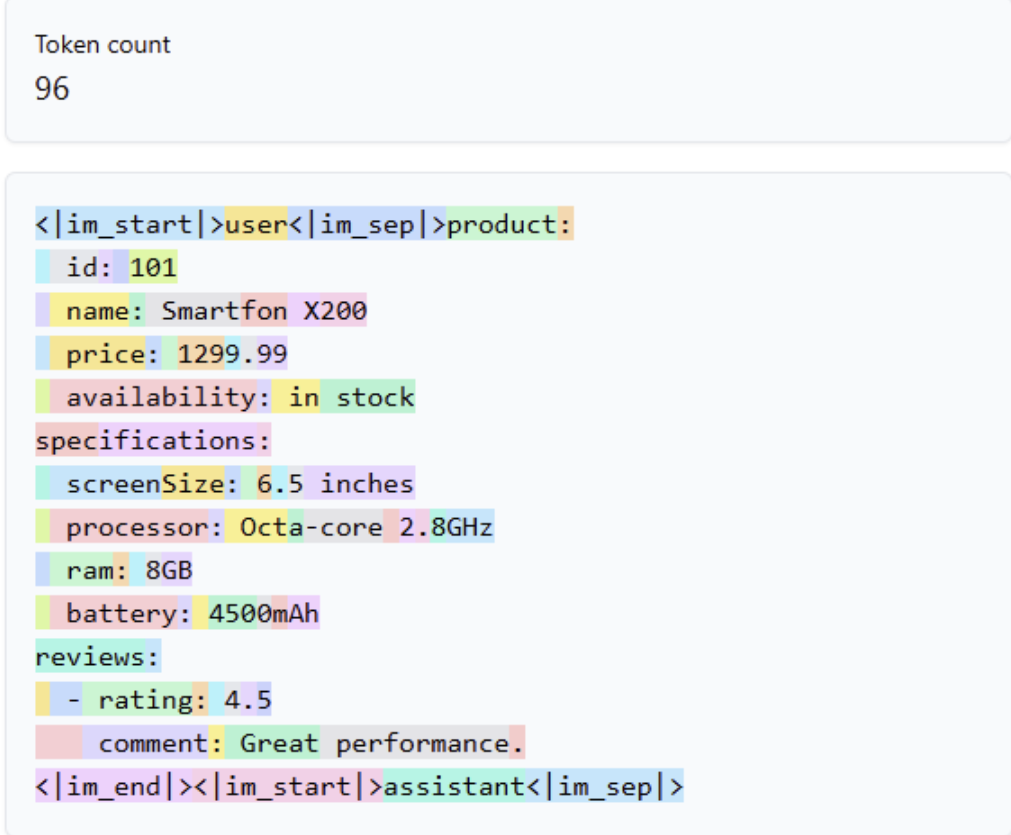 Token count
96
<|im_start|>user<|im_sep|>product:
  id: 101
  name: Smartfon X200
  price: 1299.99
  availability: in stock
specifications:
  screenSize: 6.5 inches
  processor: Octa-core 2.8GHz
  ram: 8GB
  battery: 4500mAh
reviews:
  - rating: 4.5
    comment: Great performance.
<|im_end|><|im_start|>assistant<|im_sep|>